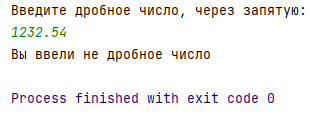 Введите дробное число, через запятую:
1232.54
Вы ввели не дробное число
Process finished with exit code 0